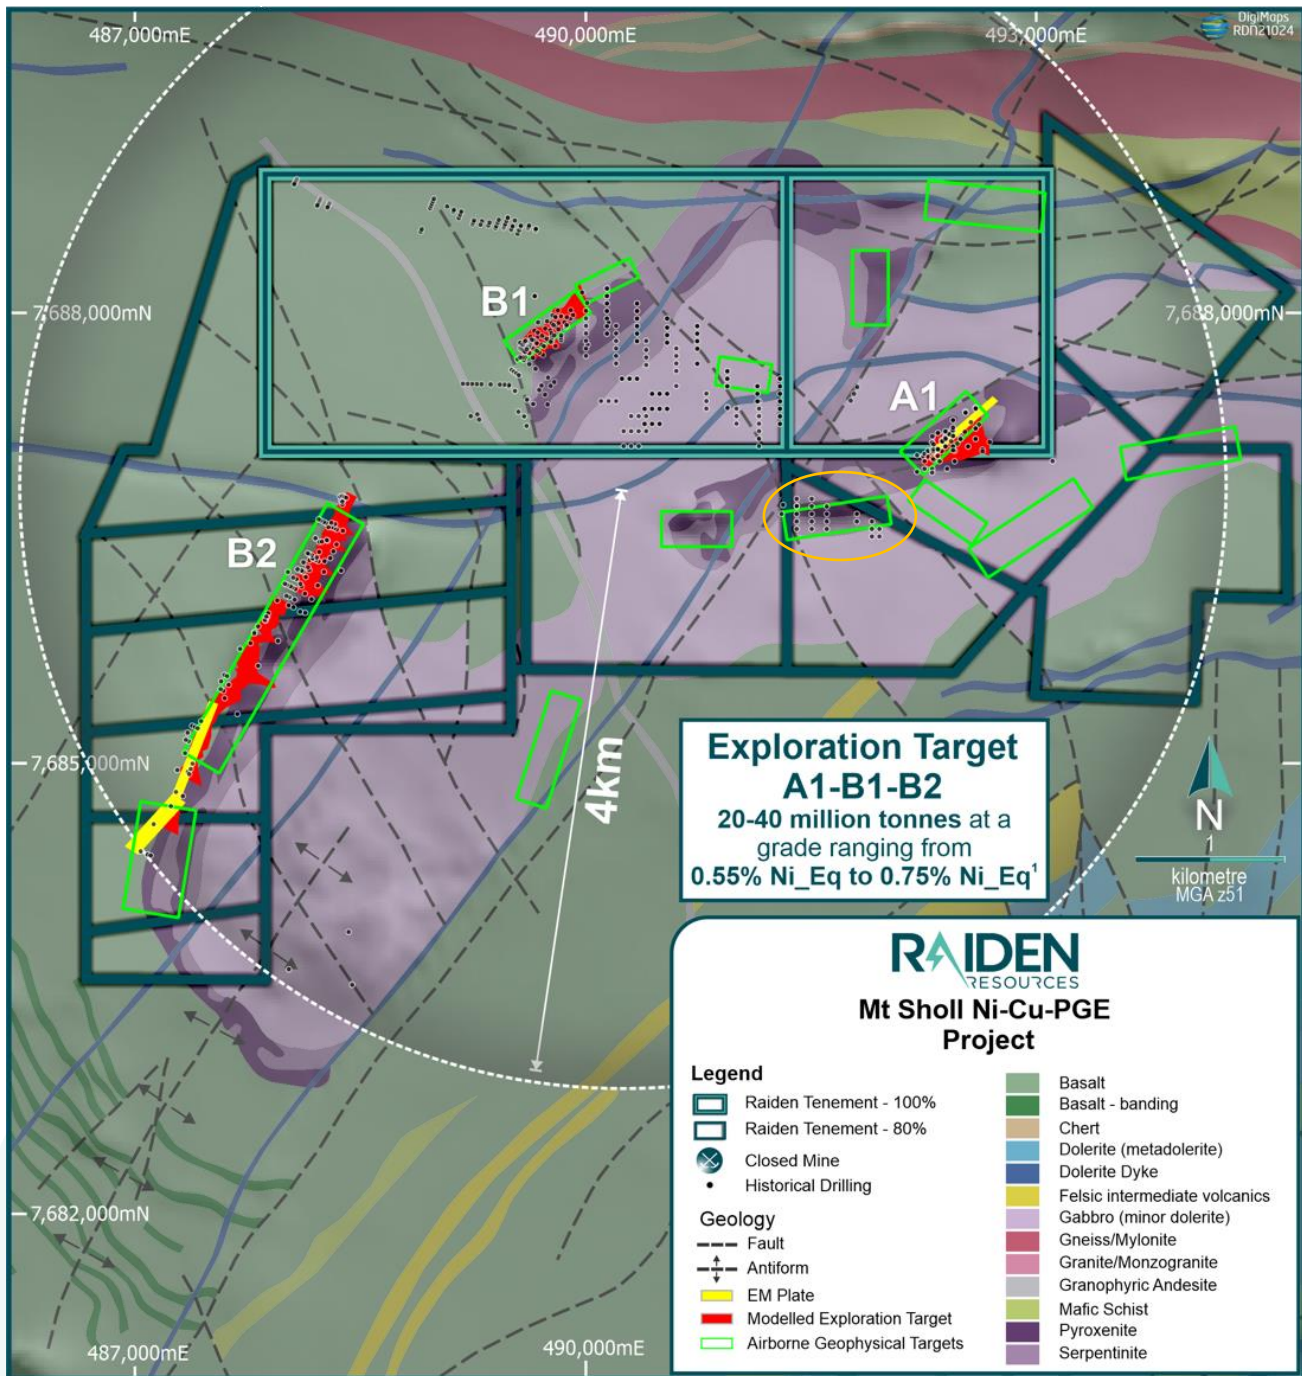 487,000mE
490,000mE
493,000mE
DigiMaps
RDN21024
7,688,000mN
7,688,000mN
B1
A1
B2
4km
7,685,000mN
Exploration Target
A1-B1-B2
20-40 million tonnes at a
grade ranging from
0.55% Ni_Eq to 0.75% Ni_Eq¹
N
kilometre
MGA z51
RAIDEN
RESOURCES
Mt Sholl Ni-Cu-PGE
Project
Legend
Raiden Tenement - 100%
Raiden Tenement - 80%
Closed Mine
Historical Drilling
Geology
Fault
Antiform
EM Plate
Modelled Exploration Target
Airborne Geophysical Targets
Basalt
Basalt - banding
Chert
Dolerite (metadolerite)
Dolerite Dyke
Felsic intermediate volcanics
Gabbro (minor dolerite)
Gneiss/Mylonite
Granite/Monzogranite
Granophyric Andesite
Mafic Schist
Pyroxenite
Serpentinite
7,682,000mN
487,000mE
490,000mE